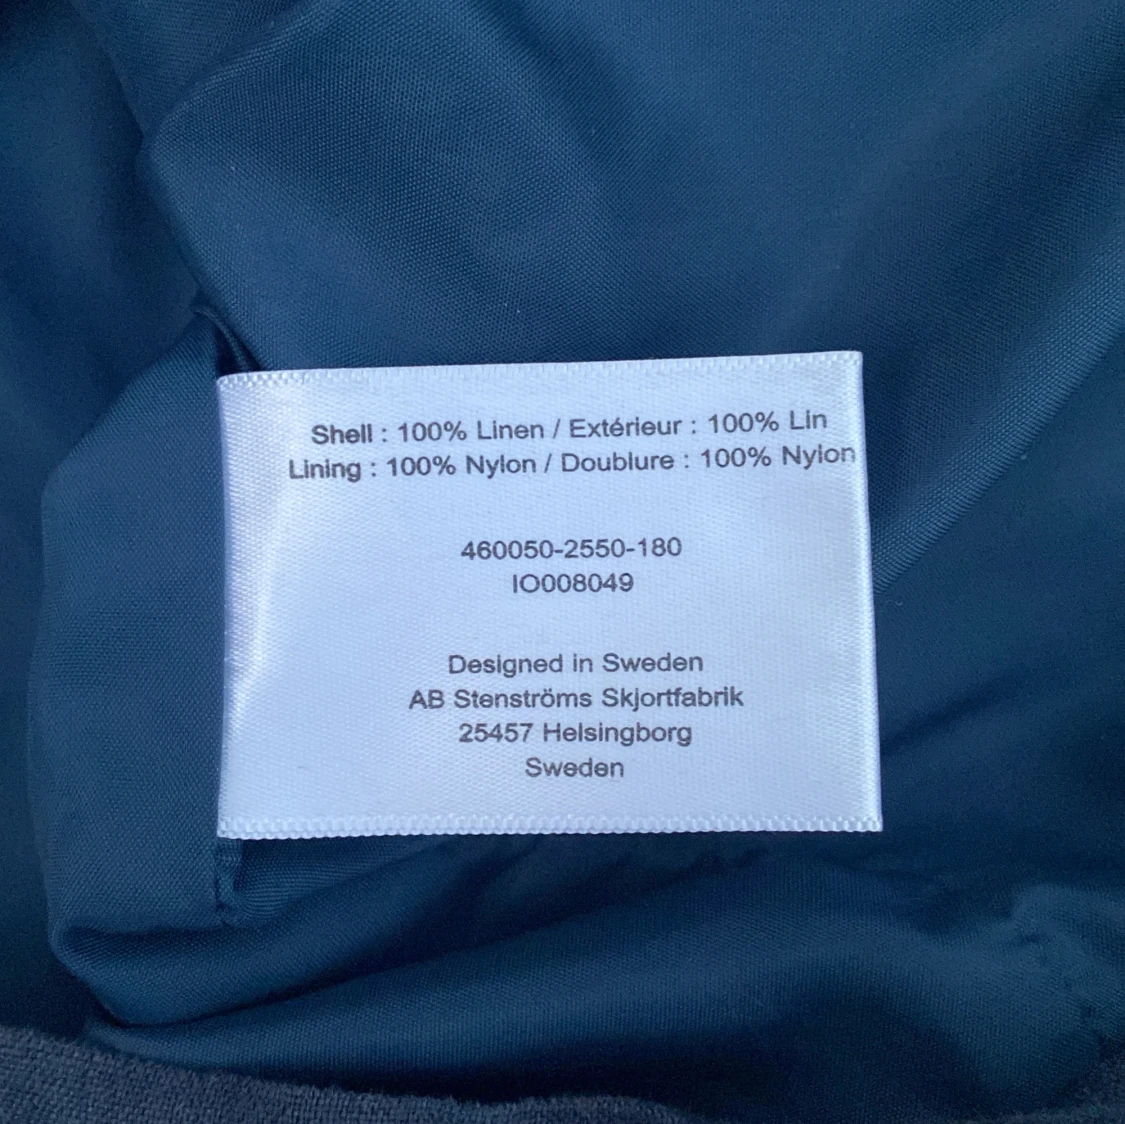 Shell : 100% Linen / Extérieur : 100% Lin
Lining : 100% Nylon / Doublure : 100% Nylon
460050-2550-180
IO008049
Designed in Sweden
AB Stenströms Skjortfabrik
25457 Helsingborg
Sweden